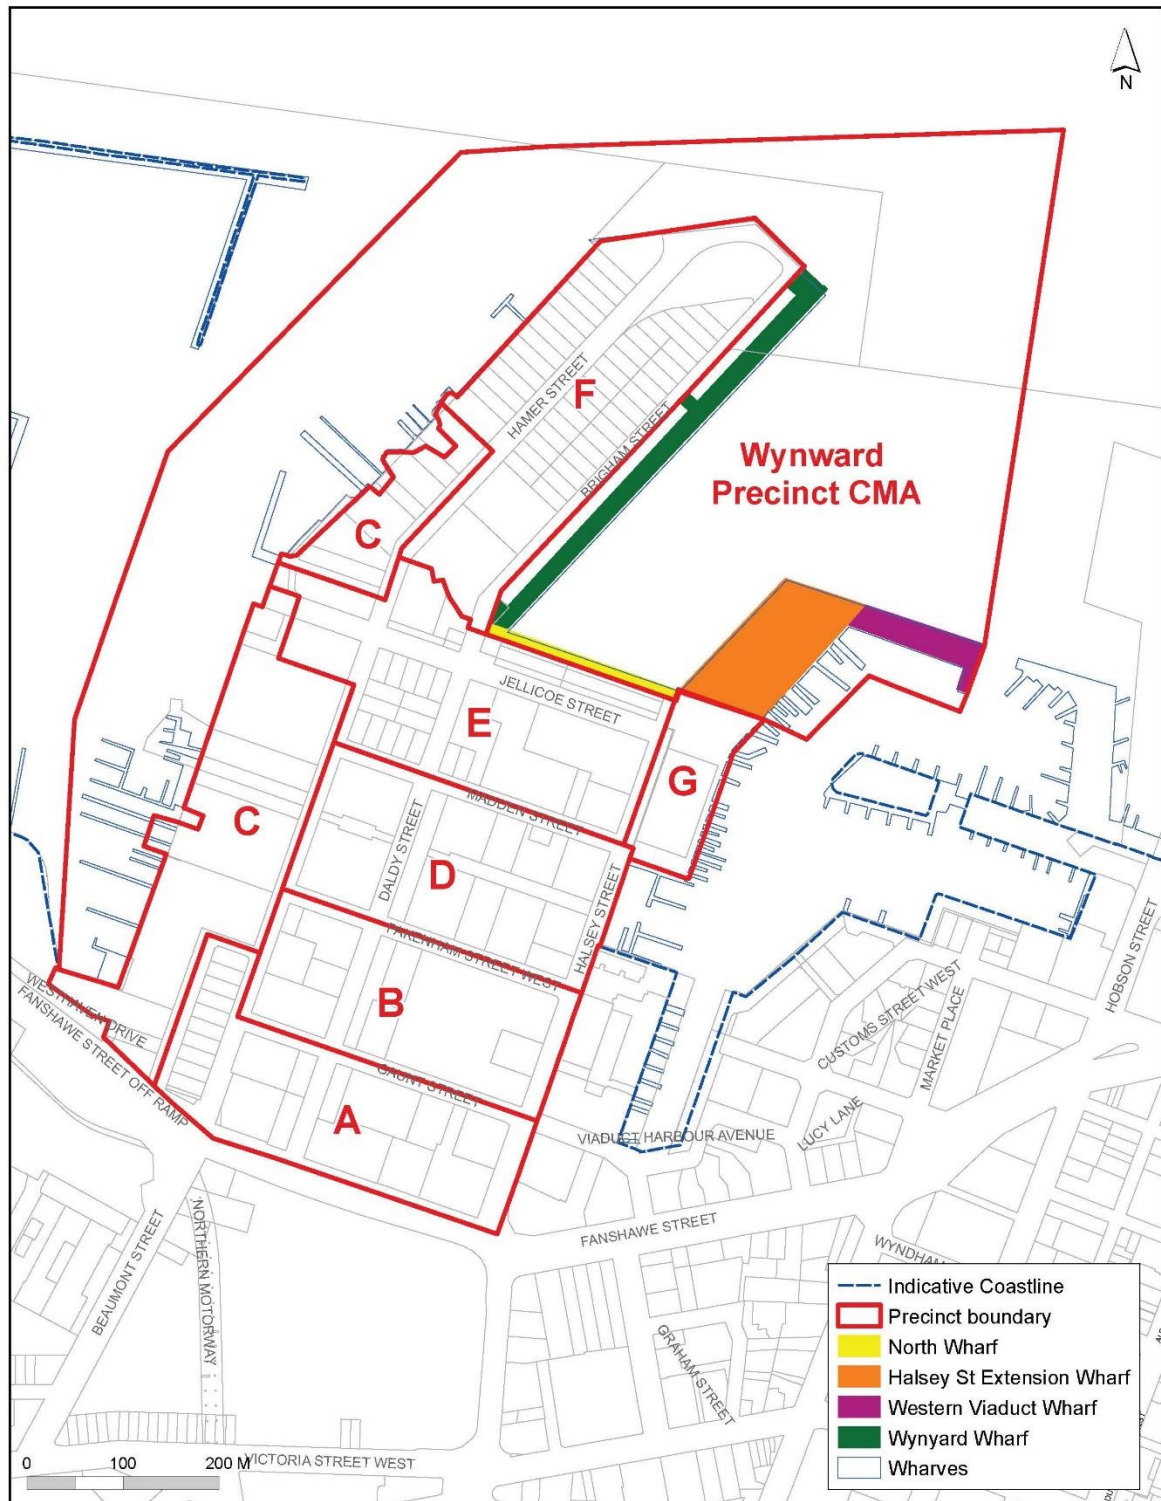 N
HAMER STREET
F
BRIGHAM STREET
Wynward
Precinct CMA
C
JELLICOE STREET
E
G
MADDEN STREET
C
DALDY STREET
D
HALSEY STREET
PAKENHAM STREET WEST
B
HOBSON STREET
CUSTOMS STREET WEST
MARKET PLACE
WESTHAVEN DRIVE
FANSHAWE STREET OFF RAMP
GAUNT STREET
A
LUCY LANE
VIADUCT HARBOUR AVENUE
FANSHAWE STREET
BEAUMONT STREET
NORTHERN MOTORWAY
WYNDHAM
GRAHAM STREET
VICTORIA STREET WEST
Indicative Coastline
Precinct boundary
North Wharf
Halsey St Extension Wharf
Western Viaduct Wharf
Wynyard Wharf
Wharves
0 100 200 M